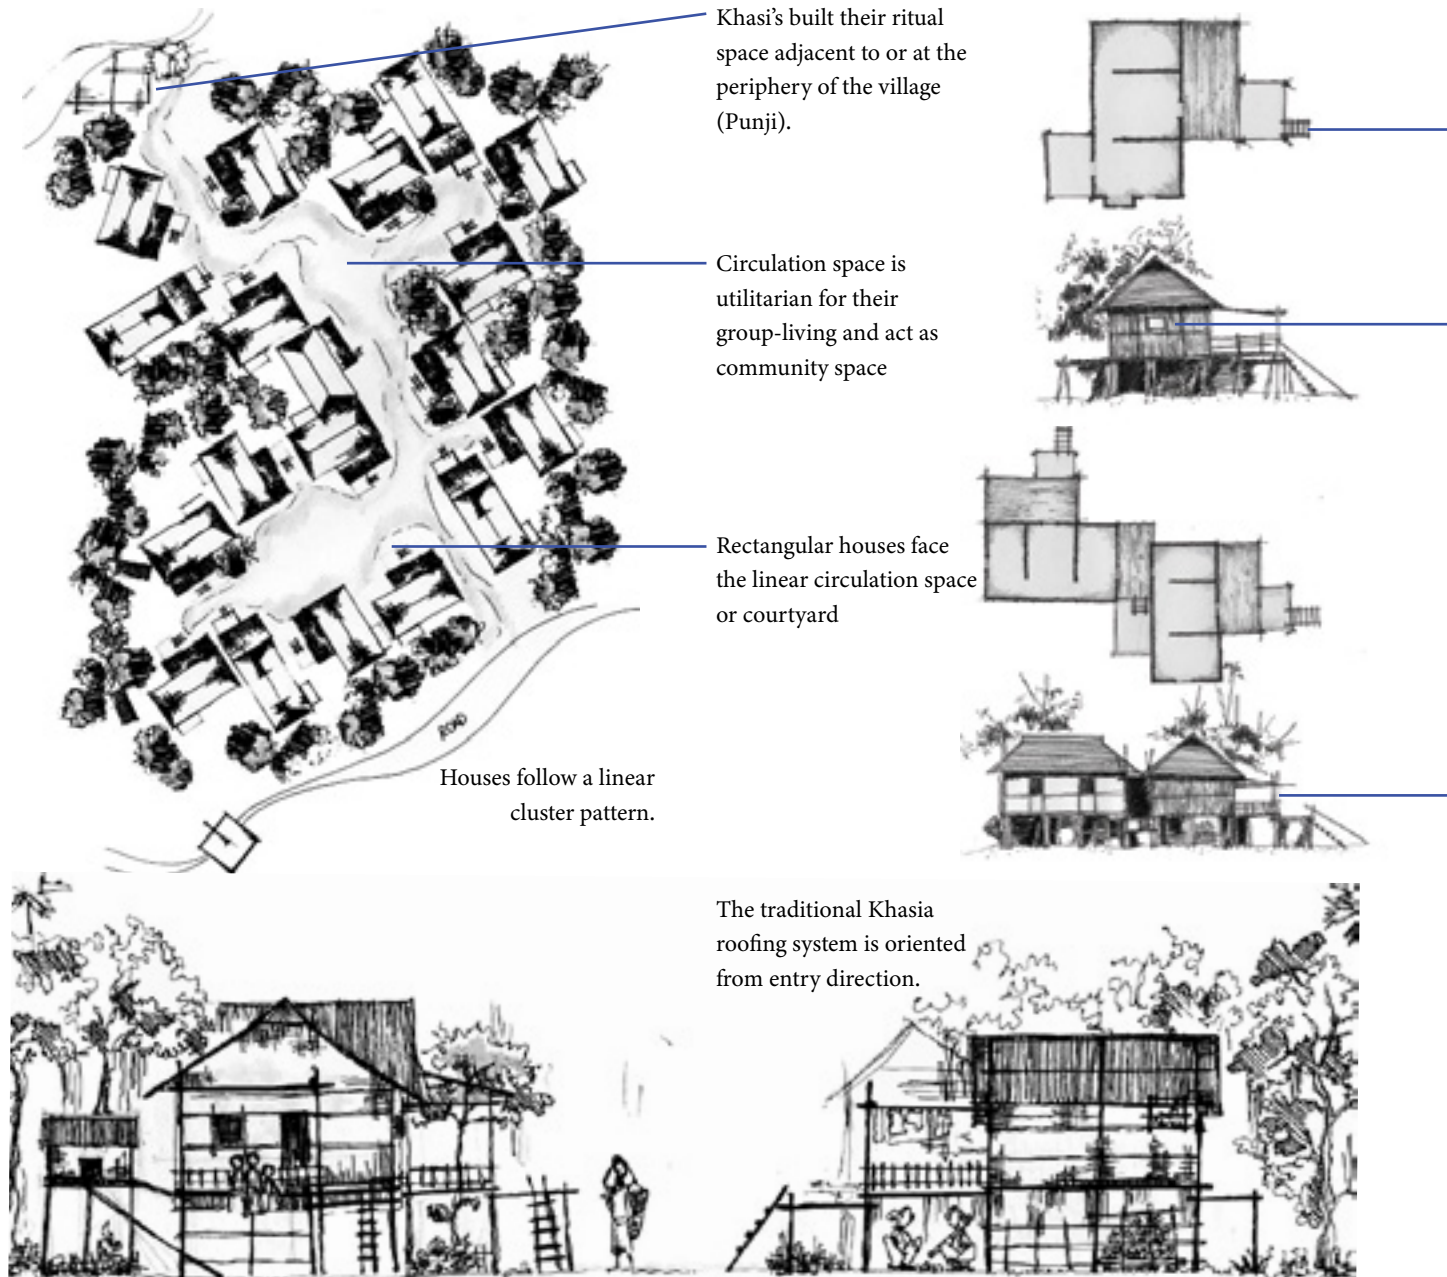 Khasi’s built their ritual
space adjacent to or at the
periphery of the village
(Punji).
Circulation space is
utilitarian for their
group-living and act as
community space
Rectangular houses face
the linear circulation space
or courtyard
ROAD
Houses follow a linear
cluster pattern.
The traditional Khasia
roofing system is oriented
from entry direction.